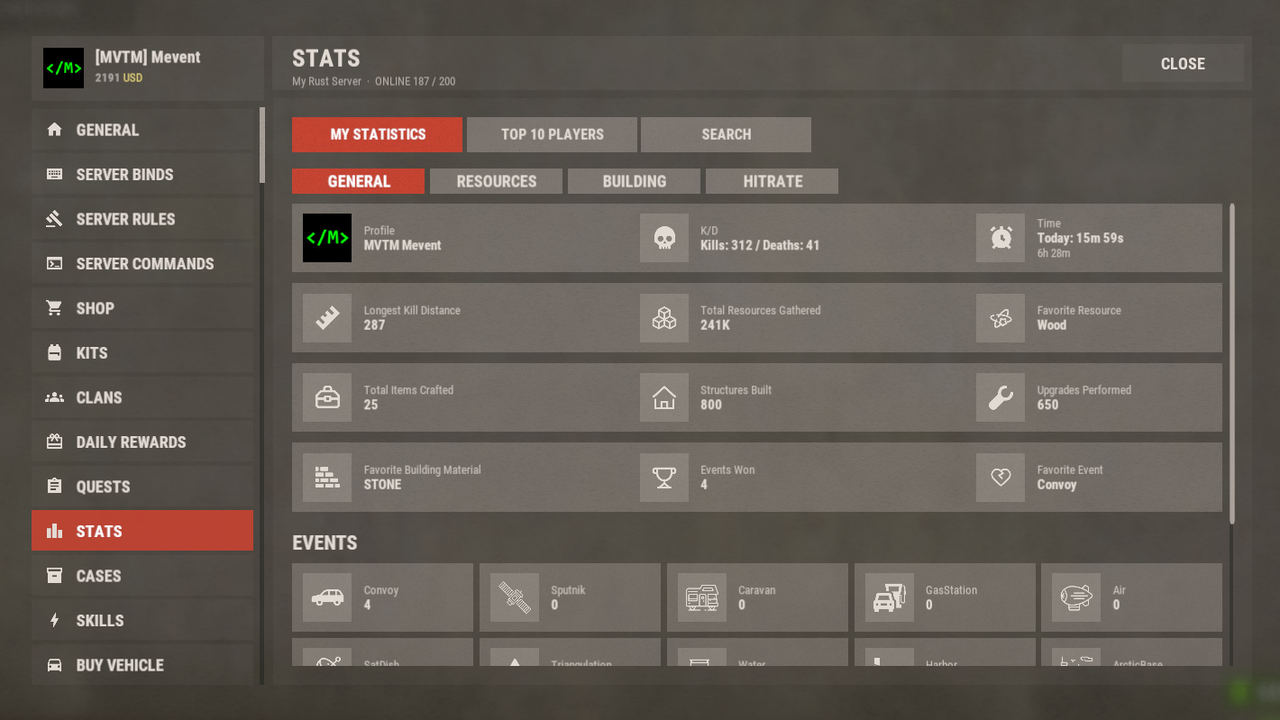 </M>
[MVTM] Mevent
2191 USD
GENERAL
SERVER BINDS
SERVER RULES
SERVER COMMANDS
SHOP
KITS
CLANS
DAILY REWARDS
QUESTS
STATS
CASES
SKILLS
BUY VEHICLE
STATS
My Rust Server · ONLINE 187 / 200
CLOSE
MY STATISTICS
TOP 10 PLAYERS
SEARCH
GENERAL
RESOURCES
BUILDING
HITRATE
</M>
Profile
MVTM Mevent
K/D
Kills: 312 / Deaths: 41
Time
Today: 15m 59s
6h 28m
Longest Kill Distance
287
Total Resources Gathered
241K
Favorite Resource
Wood
Total Items Crafted
25
Structures Built
800
Upgrades Performed
650
Favorite Building Material
STONE
Events Won
4
Favorite Event
Convoy
EVENTS
Convoy
4
Sputnik
0
Caravan
0
GasStation
0
Air
0
SatDish
Triangulation
Water
Harbor
ArcticBase